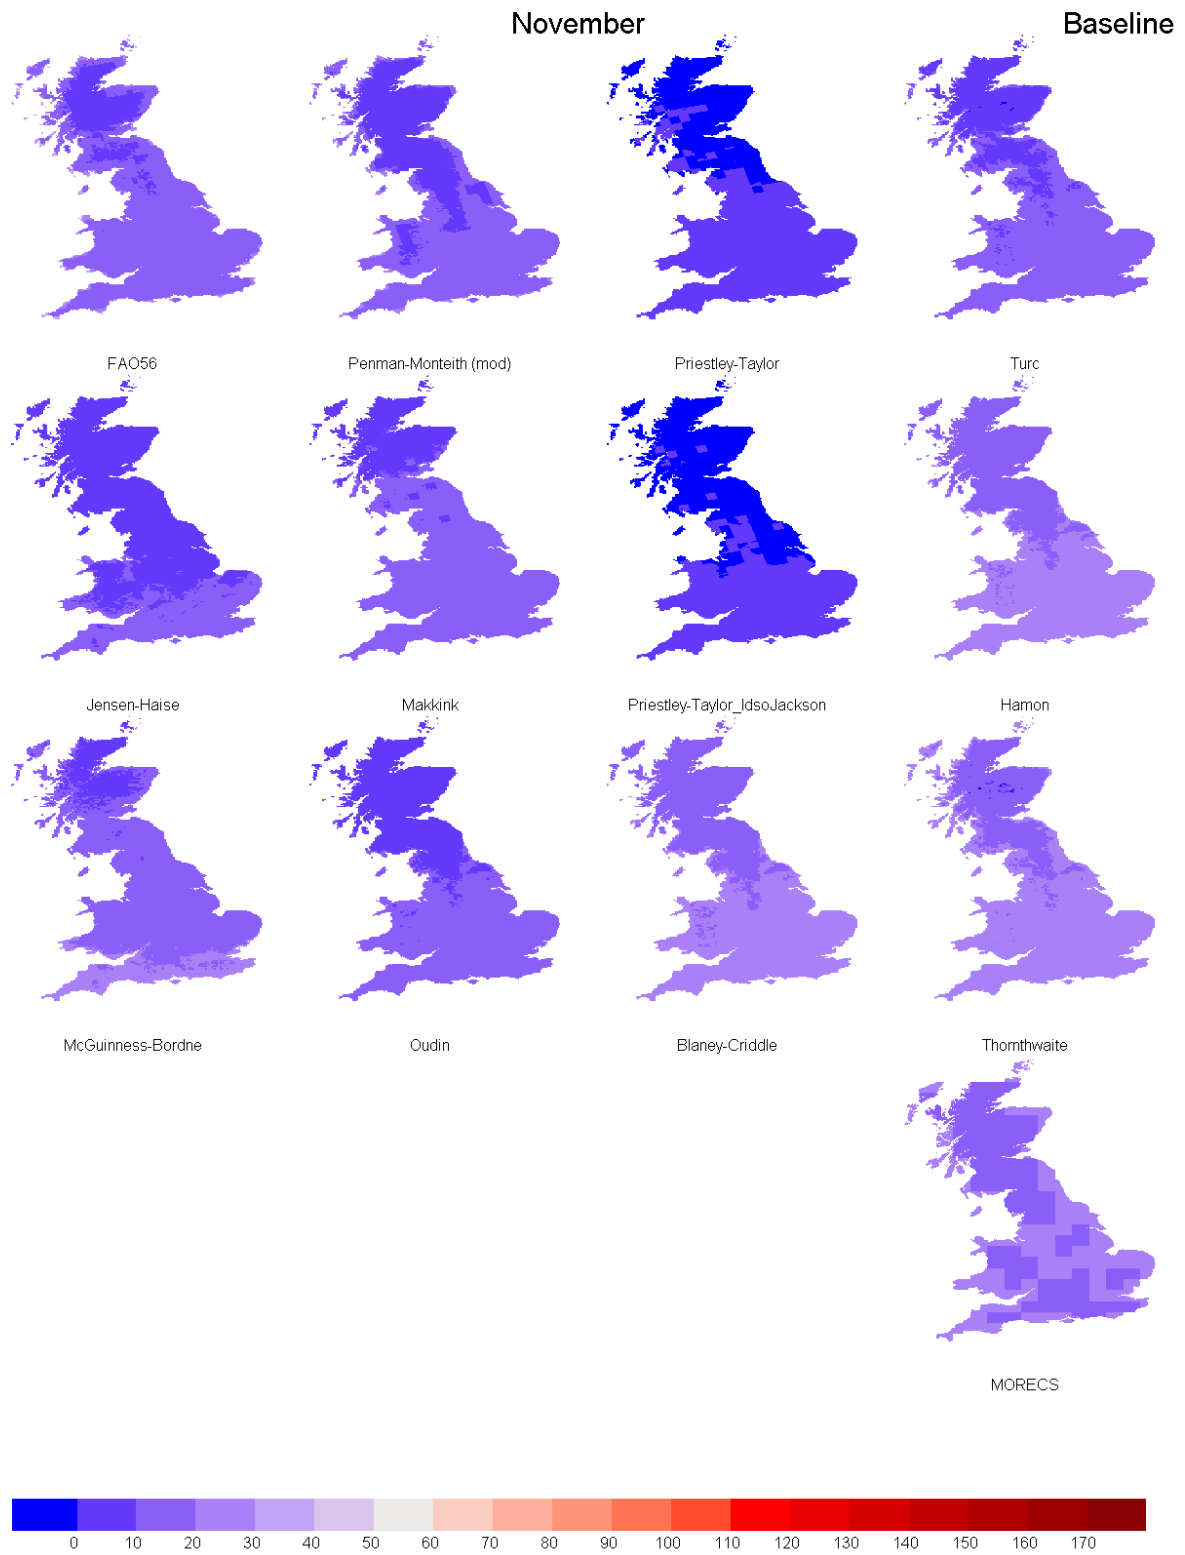 November Baseline
FAO56 Penman-Monteith (mod) Priestley-Taylor Turc
Jensen-Haise Makkink Priestley-Taylor_IdsoJackson Hamon
McGuinness-Bordne Oudin Blaney-Criddle Thornthwaite
MORECS
0 10 20 30 40 50 60 70 80 90 100 110 120 130 140 150 160 170